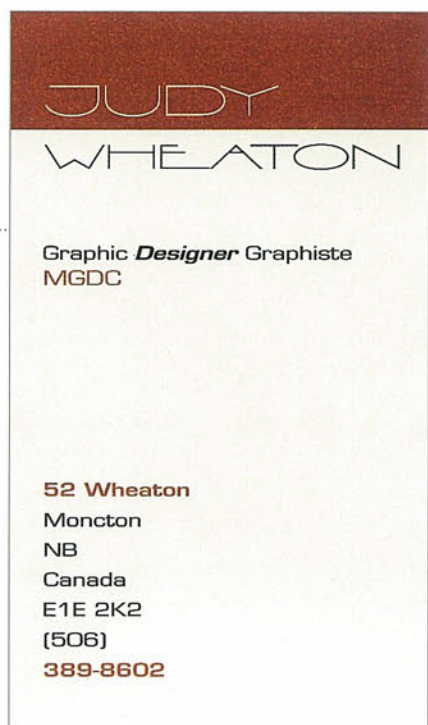 JUDY
WHEATON
Graphic Designer Graphiste
MGDC
52 Wheaton
Moncton
NB
Canada
E1E 2K2
(506)
389-8602